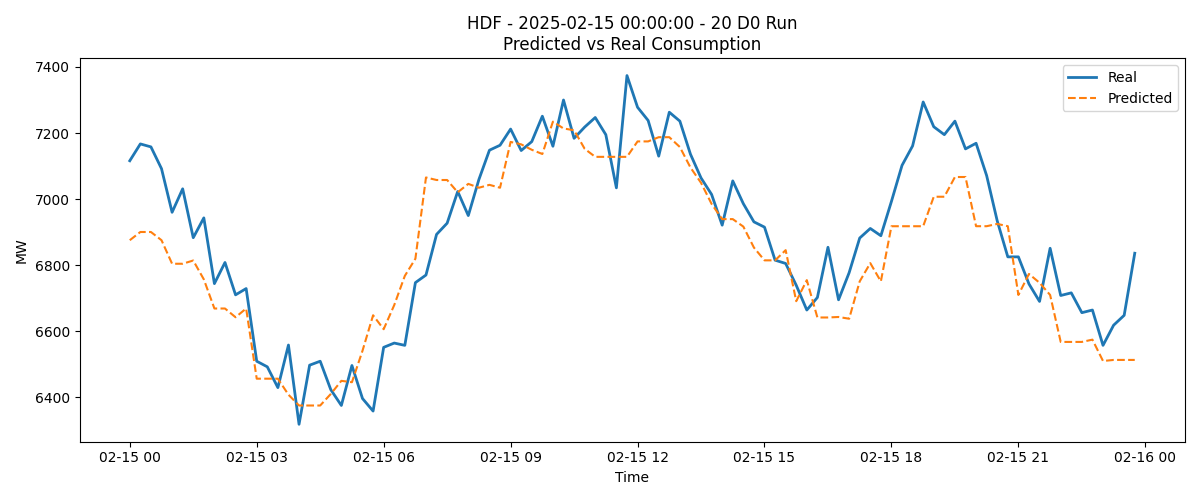 HDF - 2025-02-15 00:00:00 - 20 D0 Run
Predicted vs Real Consumption
Real
Predicted
MW
7400
7200
7000
6800
6600
6400
02-15 00
02-15 03
02-15 06
02-15 09
02-15 12
02-15 15
02-15 18
02-15 21
02-16 00
Time